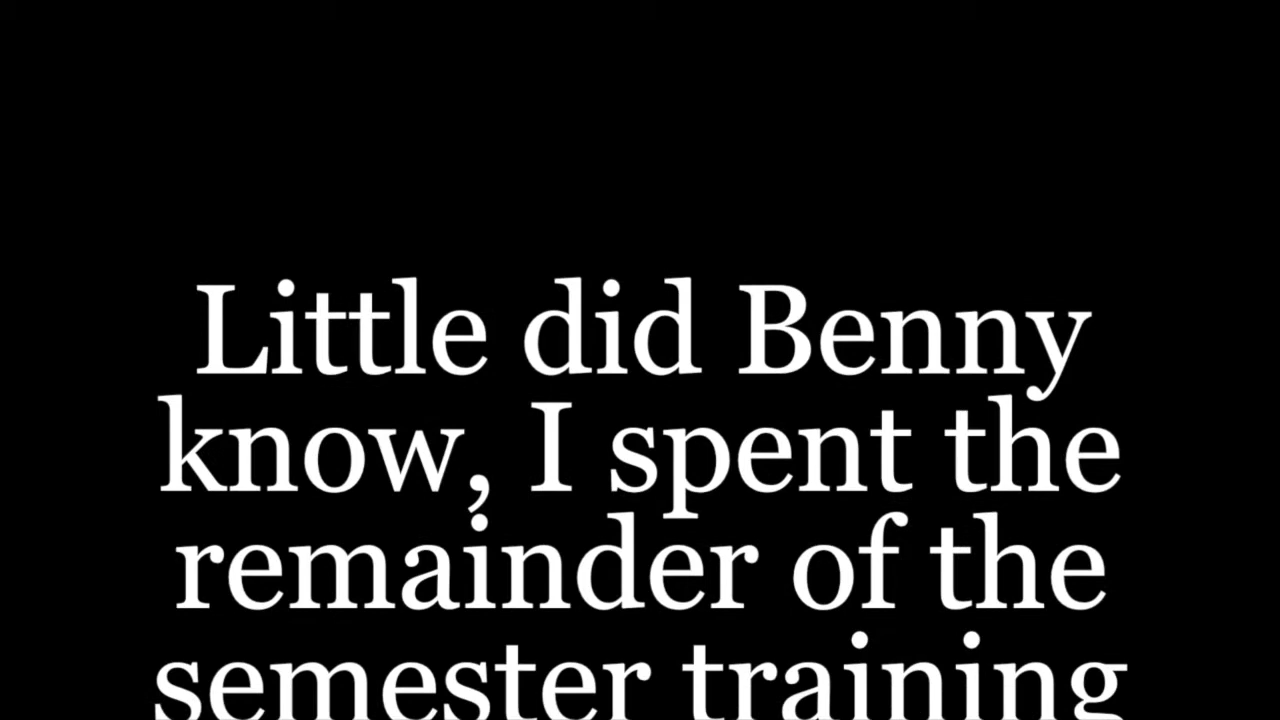 Little did Benny
know, I spent the
remainder of the
semester training